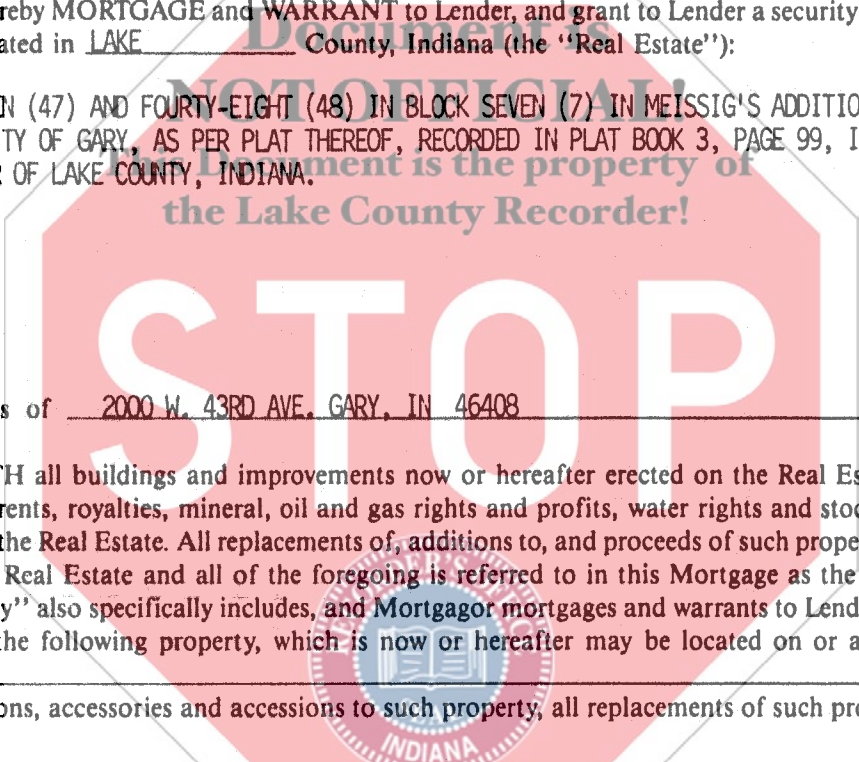 reby MORTGAGE and WARRANT to Lender, and grant to Lender a security
Document is
ated in LAKE County, Indiana (the "Real Estate"):
NOT OFFICIAL!
N (47) AND FOURTY-EIGHT (48) IN BLOCK SEVEN (7) IN MEISSIG'S ADDITIO
TY OF GARY, AS PER PLAT THEREOF, RECORDED IN PLAT BOOK 3, PAGE 99, I
This Document is the property of
OF LAKE COUNTY, INDIANA.
the Lake County Recorder!
STOP
s of 2000 W. 43RD AVE. GARY, IN 46408
TH all buildings and improvements now or hereafter erected on the Real Es
rents, royalties, mineral, oil and gas rights and profits, water rights and stoc
the Real Estate. All replacements of, additions to, and proceeds of such prope
Real Estate and all of the foregoing is referred to in this Mortgage as the
y" also specifically includes, and Mortgagor mortgages and warrants to Lend
the following property, which is now or hereafter may be located on or a
ons, accessories and accessions to such property, all replacements of such pro
RECORDER'S OFFICE
INDIANA